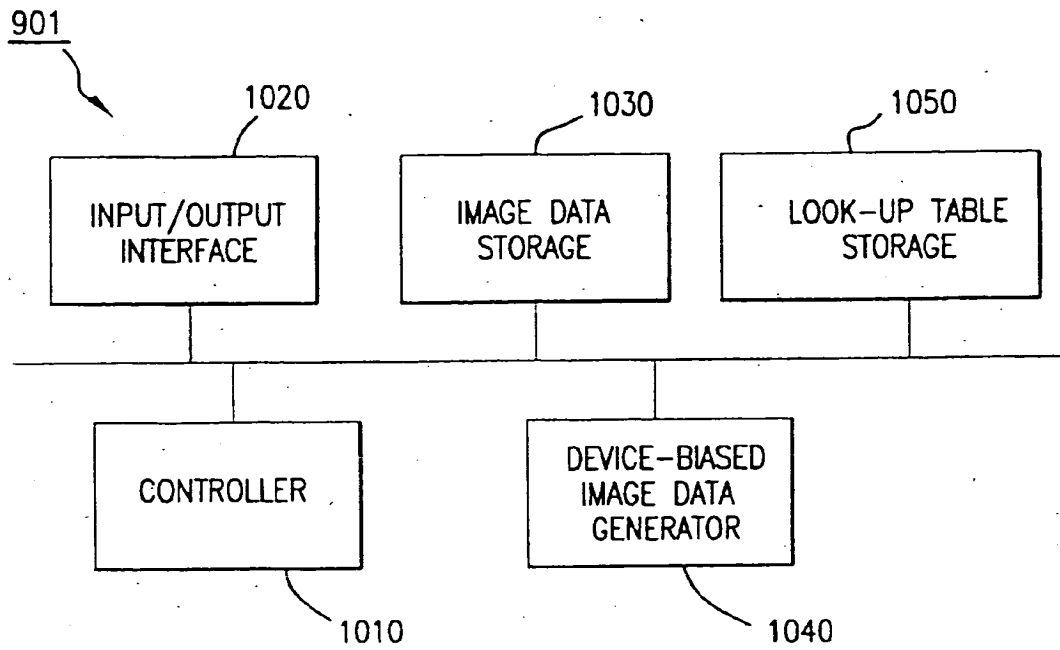 901
1020
1030
1050
INPUT/OUTPUT
INTERFACE
IMAGE DATA
STORAGE
LOOK-UP TABLE
STORAGE
CONTROLLER
DEVICE-BIASED
IMAGE DATA
GENERATOR
1010
1040